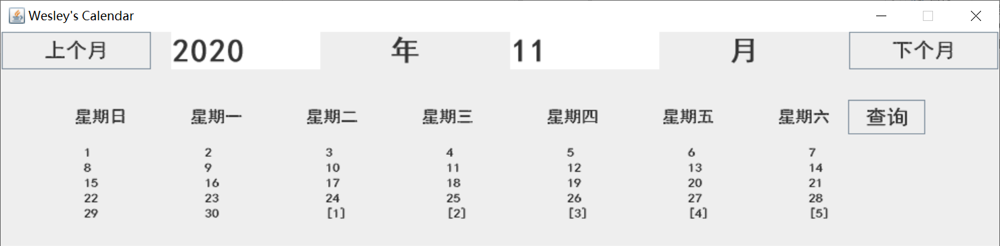 Wesley's Calendar
上个月 2020 年 11 月 下个月
星期日 星期一 星期二 星期三 星期四 星期五 星期六 查询
1 2 3 4 5 6 7
8 9 10 11 12 13 14
15 16 17 18 19 20 21
22 23 24 25 26 27 28
29 30 [1] [2] [3] [4] [5]